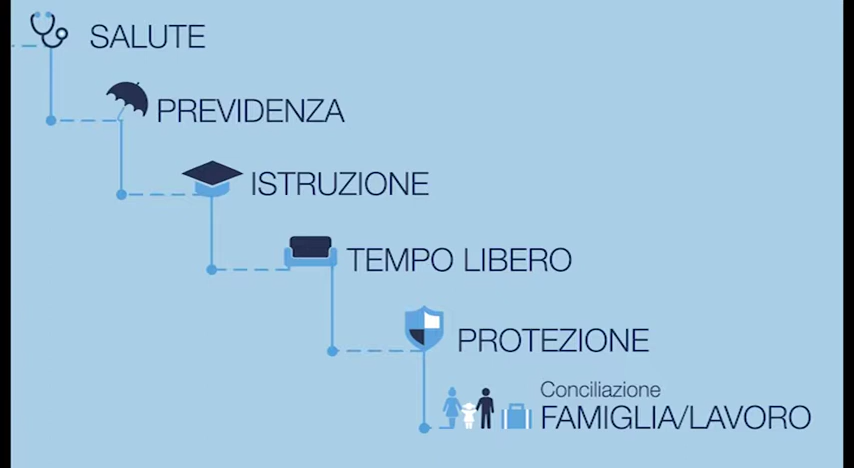 SALUTE
PREVIDENZA
ISTRUZIONE
TEMPO LIBERO
PROTEZIONE
Conciliazione
FAMIGLIA/LAVORO